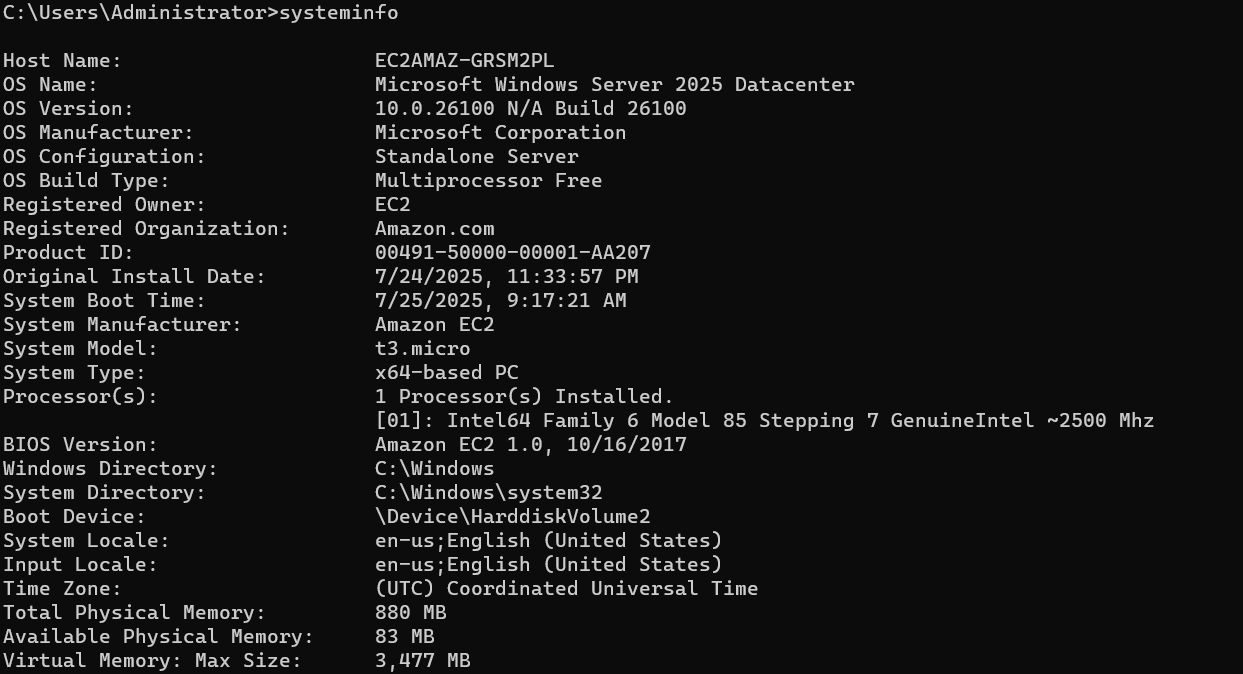 C:\Users\Administrator>systeminfo
Host Name: EC2AMAZ-GRSM2PL
OS Name: Microsoft Windows Server 2025 Datacenter
OS Version: 10.0.26100 N/A Build 26100
OS Manufacturer: Microsoft Corporation
OS Configuration: Standalone Server
OS Build Type: Multiprocessor Free
Registered Owner: EC2
Registered Organization: Amazon.com
Product ID: 00491-50000-00001-AA207
Original Install Date: 7/24/2025, 11:33:57 PM
System Boot Time: 7/25/2025, 9:17:21 AM
System Manufacturer: Amazon EC2
System Model: t3.micro
System Type: x64-based PC
Processor(s): 1 Processor(s) Installed.
[01]: Intel64 Family 6 Model 85 Stepping 7 GenuineIntel ~2500 Mhz
BIOS Version: Amazon EC2 1.0, 10/16/2017
Windows Directory: C:\Windows
System Directory: C:\Windows\system32
Boot Device: \Device\HarddiskVolume2
System Locale: en-us;English (United States)
Input Locale: en-us;English (United States)
Time Zone: (UTC) Coordinated Universal Time
Total Physical Memory: 880 MB
Available Physical Memory: 83 MB
Virtual Memory: Max Size: 3,477 MB